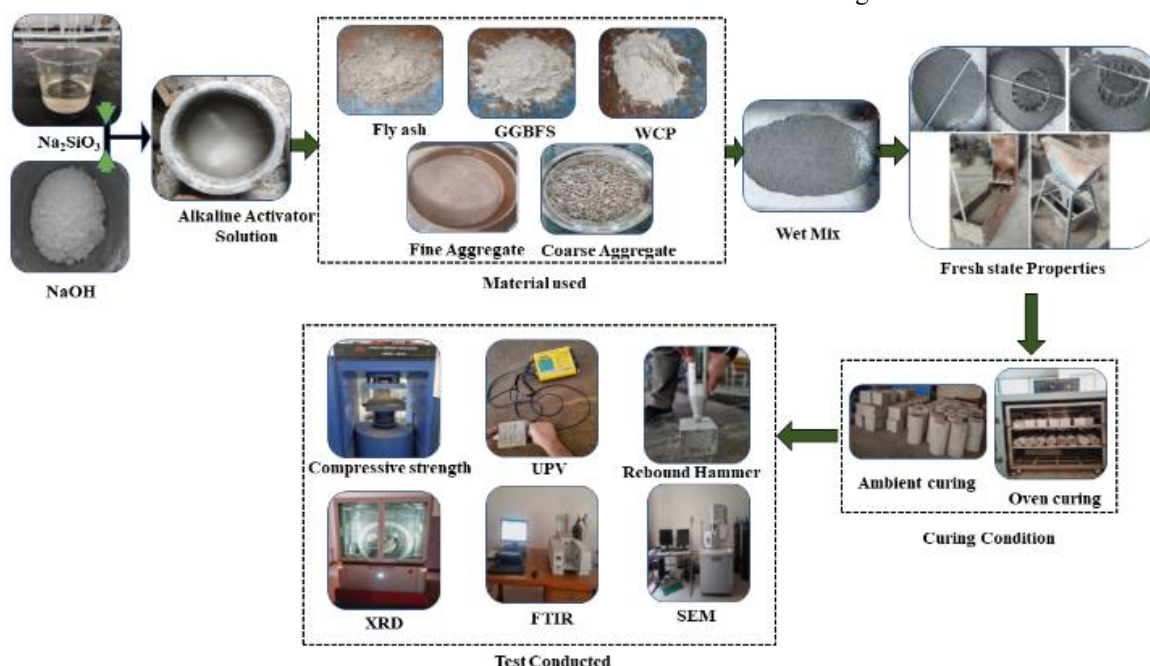 Na₂SiO₃
NaOH
Alkaline Activator
Solution
Fly ash
GGBFS
WCP
Fine Aggregate
Coarse Aggregate
Material used
Wet Mix
Fresh state Properties
Ambient curing
Oven curing
Curing Condition
Compressive strength
UPV
Rebound Hammer
XRD
FTIR
SEM
Test Conducted